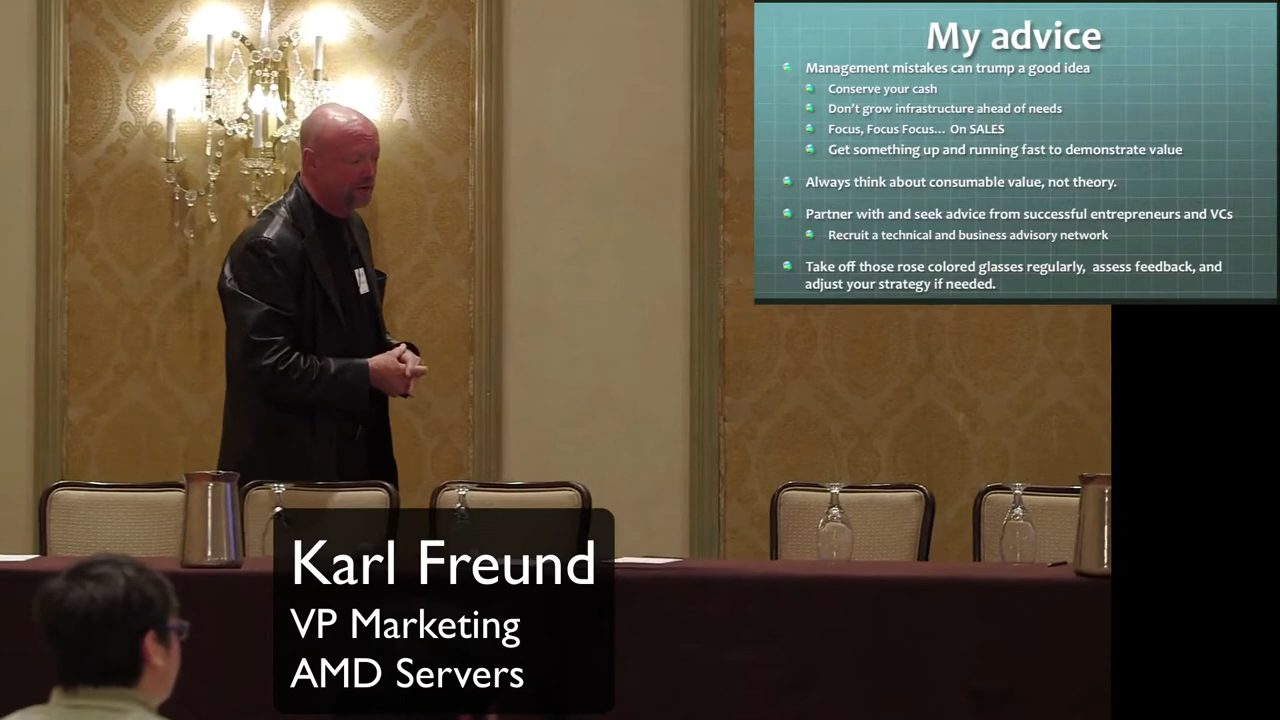 My advice
Management mistakes can trump a good idea
Conserve your cash
Don't grow infrastructure ahead of needs
Focus, Focus Focus... On SALES
Get something up and running fast to demonstrate value
Always think about consumable value, not theory.
Partner with and seek advice from successful entrepreneurs and VCs
Recruit a technical and business advisory network
Take off those rose colored glasses regularly, assess feedback, and
adjust your strategy if needed.
Karl Freund
VP Marketing
AMD Servers